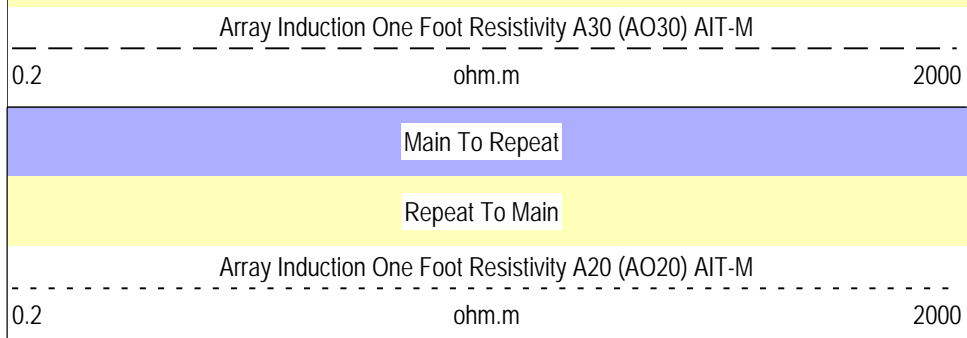 Array Induction One Foot Resistivity A30 (AO30) AIT-M
0.2 ohm.m 2000
Main To Repeat
Repeat To Main
Array Induction One Foot Resistivity A20 (AO20) AIT-M
0.2 ohm.m 2000